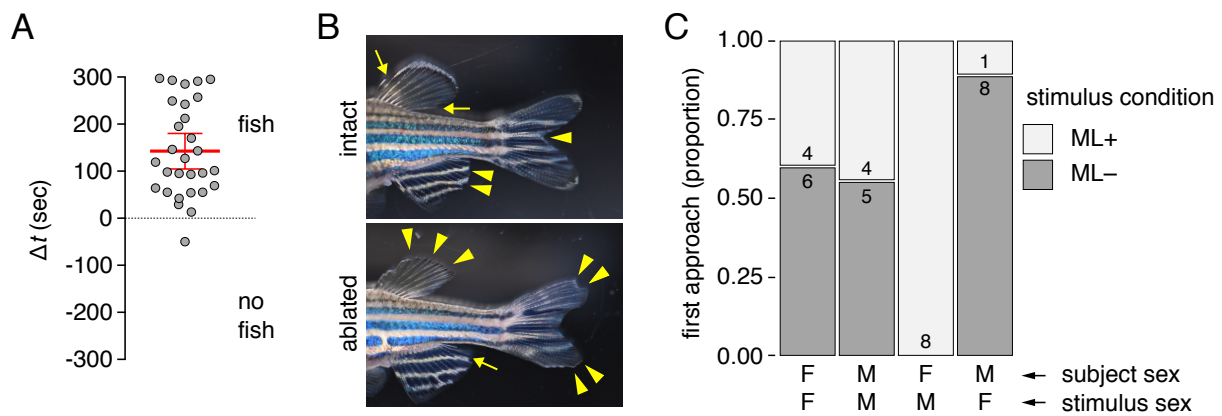 A
300
200
100
0
-100
-200
-300
Δt (sec)
fish
no
fish
B
intact
ablated
C
1.00
0.75
0.50
0.25
0.00
first approach (proportion)
4
6
4
5
8
1
8
stimulus condition
ML+
ML–
F M F M ← subject sex
F M M F ← stimulus sex